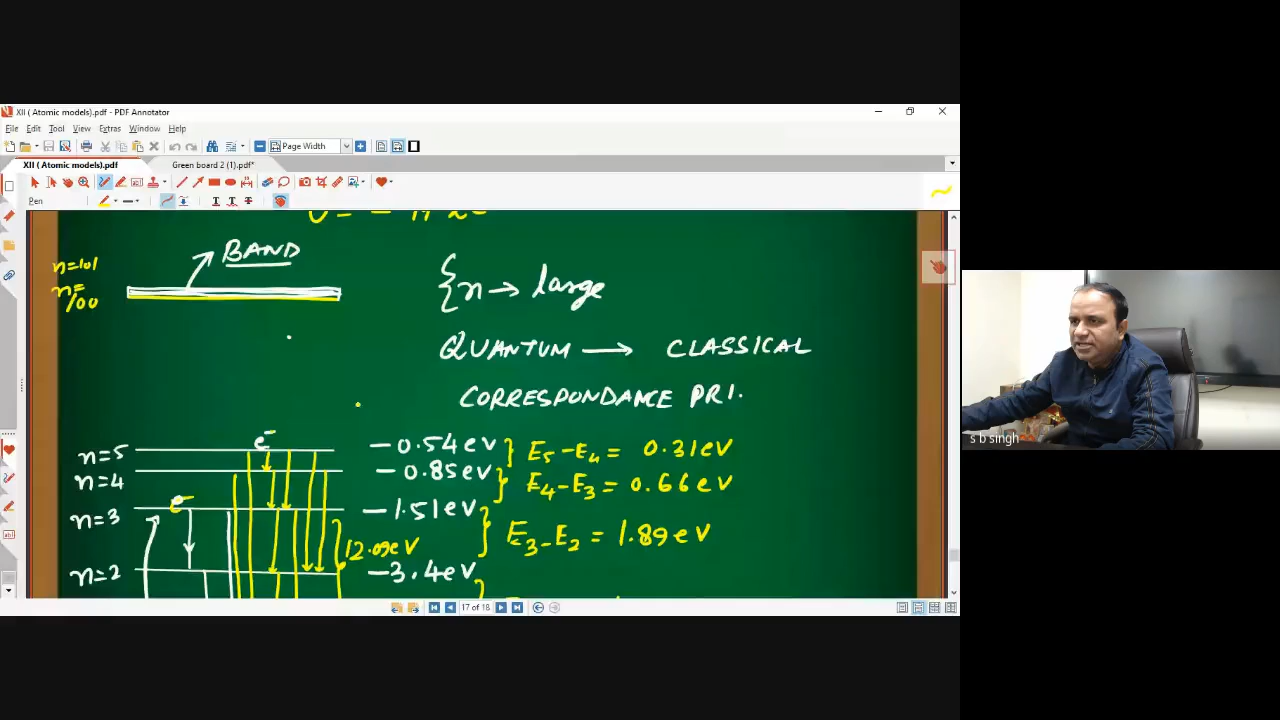 XII ( Atomic models).pdf - PDF Annotator
File Edit Tool View Extras Window Help
Page Width
XII ( Atomic models).pdf
Green board 2 (1).pdf*
Pen
BAND
n=101
n=
100
{n → large
QUANTUM → CLASSICAL
CORRESPONDANCE PRI.
n=5 e- -0.54eV } E5-E4= 0.31eV
n=4 -0.85eV } E4-E3= 0.66eV
n=3 e- -1.51eV } E3-E2= 1.89eV
12.09eV
n=2 -3.4eV
17 of 18
s b singh